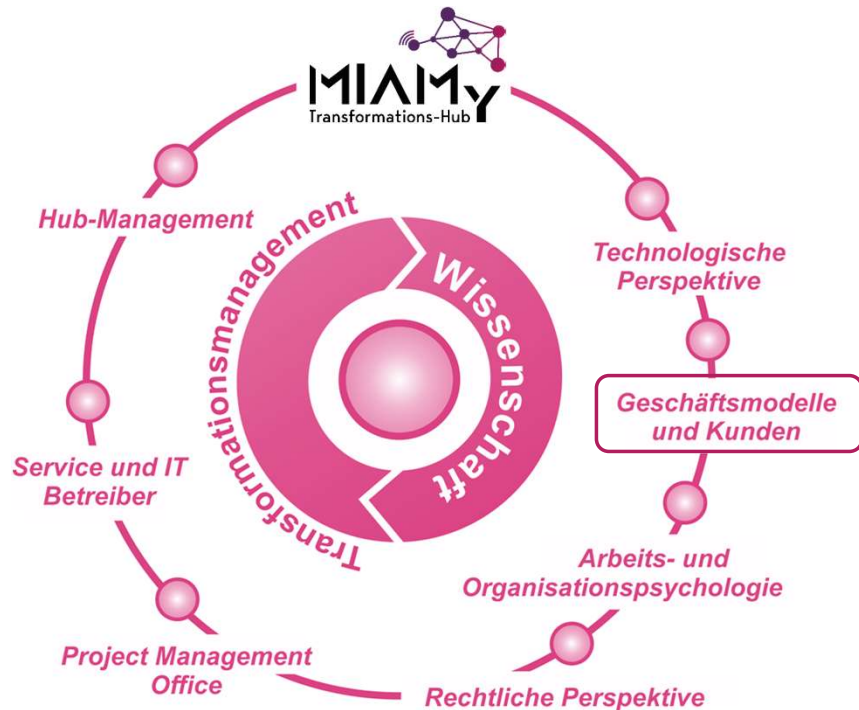 MIAMy
Transformations-Hub
Hub-Management
Technologische
Perspektive
Transformationsmanagement
Wissenschaft
Geschäftsmodelle
und Kunden
Service und IT
Betreiber
Arbeits- und
Organisationspsychologie
Project Management
Office
Rechtliche Perspektive